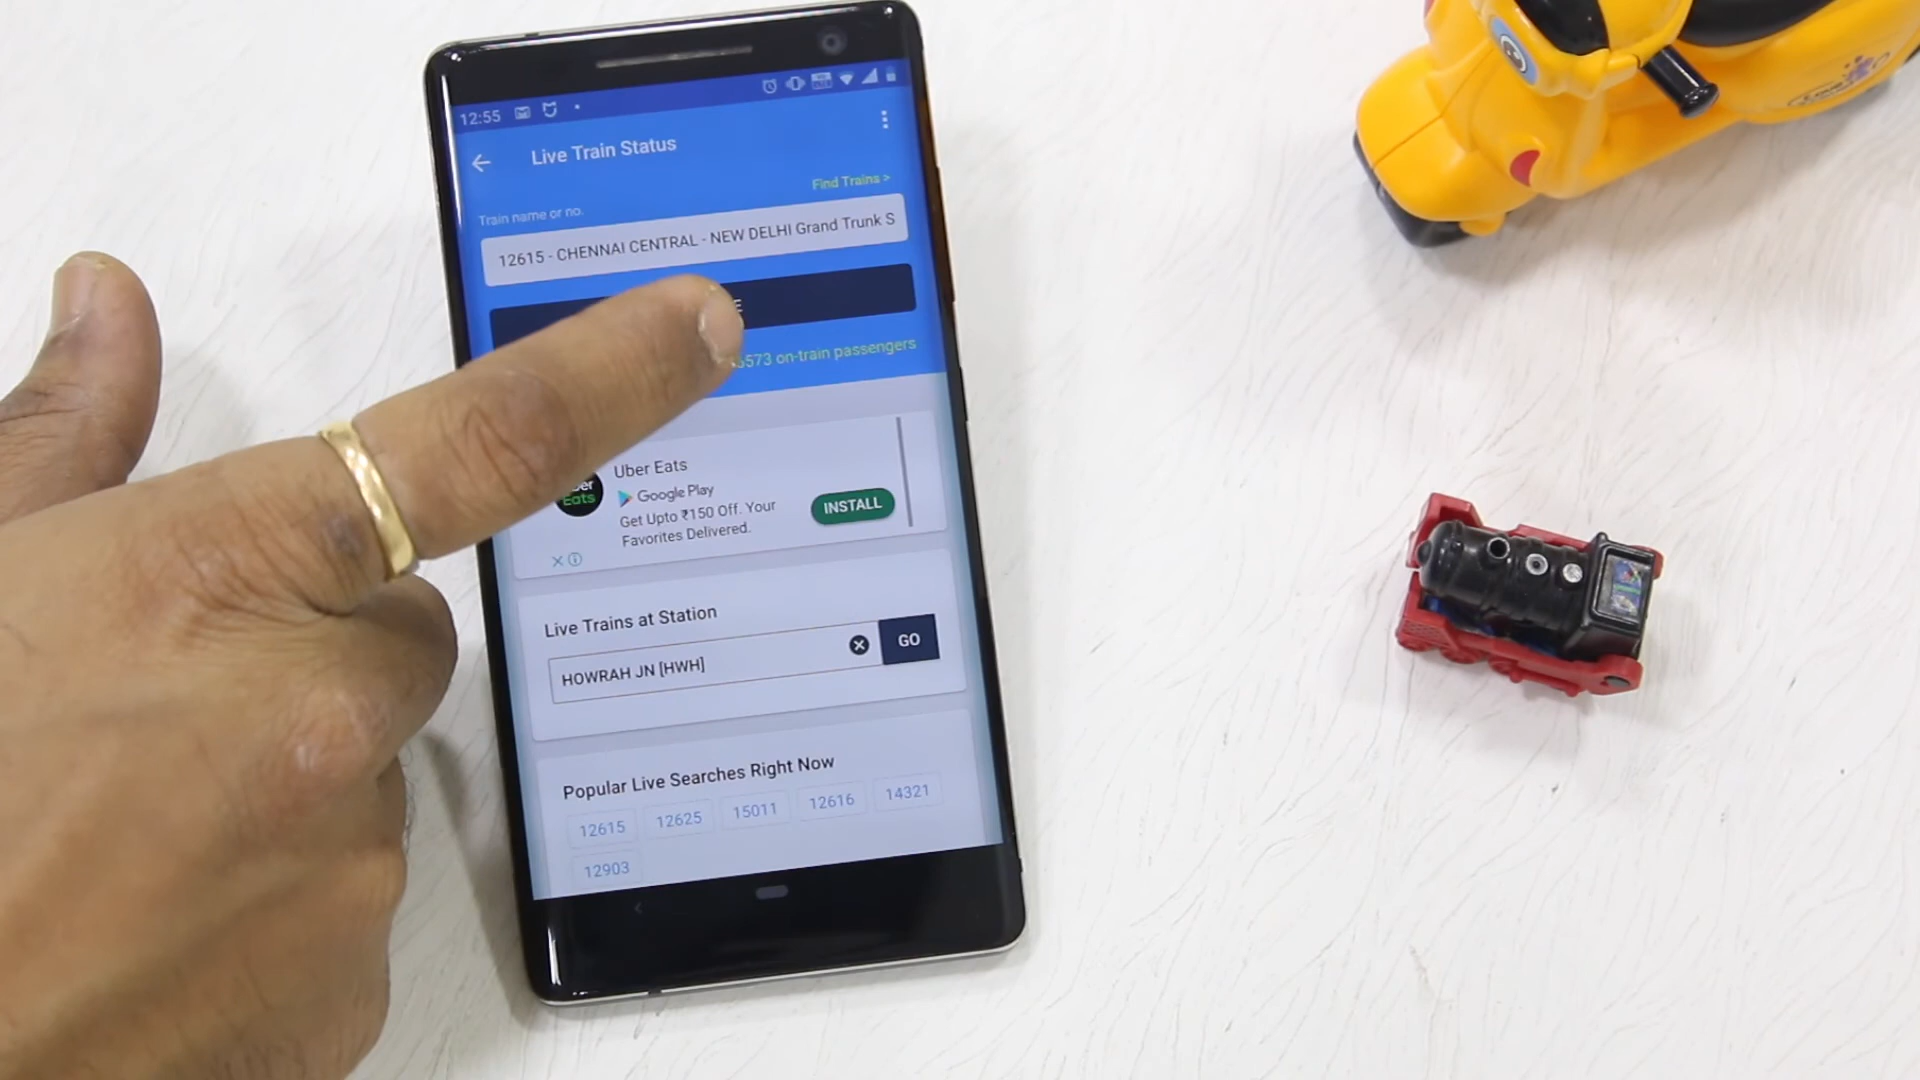 12:55
Live Train Status
Find Trains >
Train name or no.
12615 - CHENNAI CENTRAL - NEW DELHI Grand Trunk S
on-train passengers
Uber Eats
Eats
Google Play
Get Upto ₹150 Off. Your
Favorites Delivered.
INSTALL
Live Trains at Station
HOWRAH JN [HWH]
GO
Popular Live Searches Right Now
12615 12625 15011 12616 14321
12903